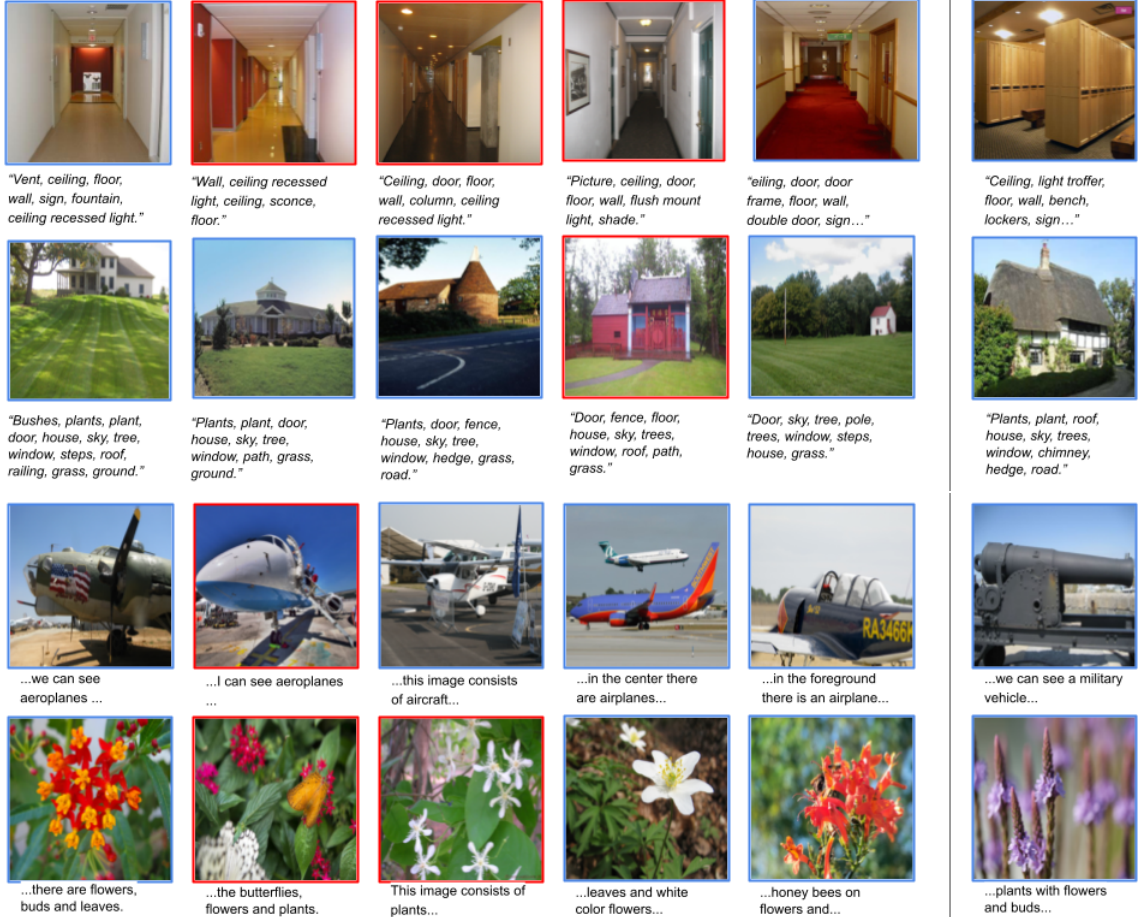 “Vent, ceiling, floor,
wall, sign, fountain,
ceiling recessed light.”
“Wall, ceiling recessed
light, ceiling, sconce,
floor.”
“Ceiling, door, floor,
wall, column, ceiling
recessed light.”
“Picture, ceiling, door,
floor, wall, flush mount
light, shade.”
“eiling, door, door
frame, floor, wall,
double door, sign…”
“Ceiling, light troffer,
floor, wall, bench,
lockers, sign…”
“Bushes, plants, plant,
door, house, sky, tree,
window, steps, roof,
railing, grass, ground.”
“Plants, plant, door,
house, sky, tree,
window, path, grass,
ground.”
“Plants, door, fence,
house, sky, tree,
window, hedge, grass,
road.”
“Door, fence, floor,
house, sky, trees,
window, roof, path,
grass.”
“Door, sky, tree, pole,
trees, window, steps,
house, grass.”
“Plants, plant, roof,
house, sky, trees,
window, chimney,
hedge, road.”
RA3466K
...we can see
aeroplanes ...
...I can see aeroplanes
...
...this image consists
of aircraft...
...in the center there
are airplanes...
...in the foreground
there is an airplane...
...we can see a military
vehicle...
...there are flowers,
buds and leaves.
...the butterflies,
flowers and plants.
This image consists of
plants...
...leaves and white
color flowers...
...honey bees on
flowers and...
...plants with flowers
and buds...